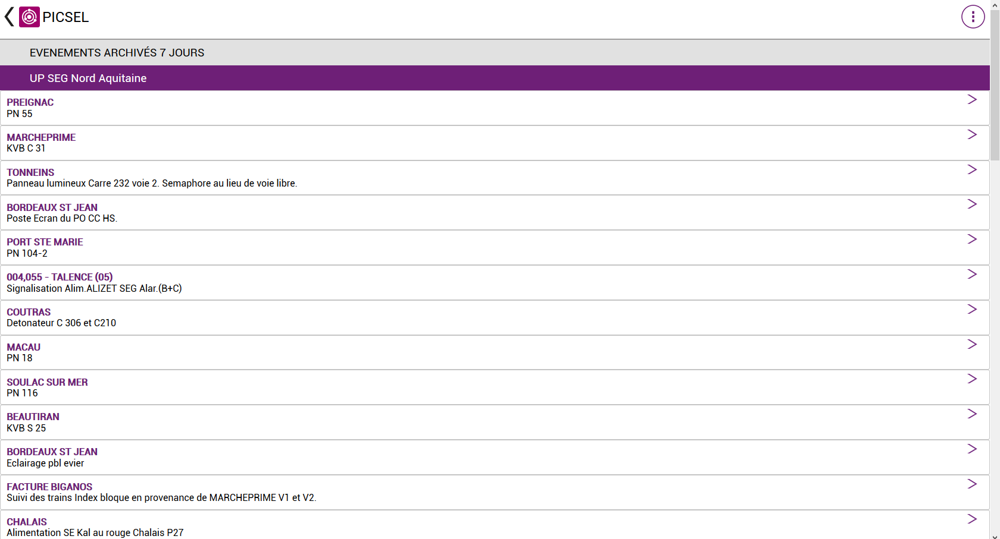 PICSEL
EVENEMENTS ARCHIVÉS 7 JOURS
UP SEG Nord Aquitaine
PREIGNAC
PN 55
MARCHEPRIME
KVB C 31
TONNEINS
Panneau lumineux Carre 232 voie 2. Semaphore au lieu de voie libre.
BORDEAUX ST JEAN
Poste Ecran du PO CC HS.
PORT STE MARIE
PN 104-2
004,055 - TALENCE (05)
Signalisation Alim.ALIZET SEG Alar.(B+C)
COUTRAS
Detonateur C 306 et C210
MACAU
PN 18
SOULAC SUR MER
PN 116
BEAUTIRAN
KVB S 25
BORDEAUX ST JEAN
Eclairage pbl evier
FACTURE BIGANOS
Suivi des trains Index bloque en provenance de MARCHEPRIME V1 et V2.
CHALAIS
Alimentation SE Kal au rouge Chalais P27